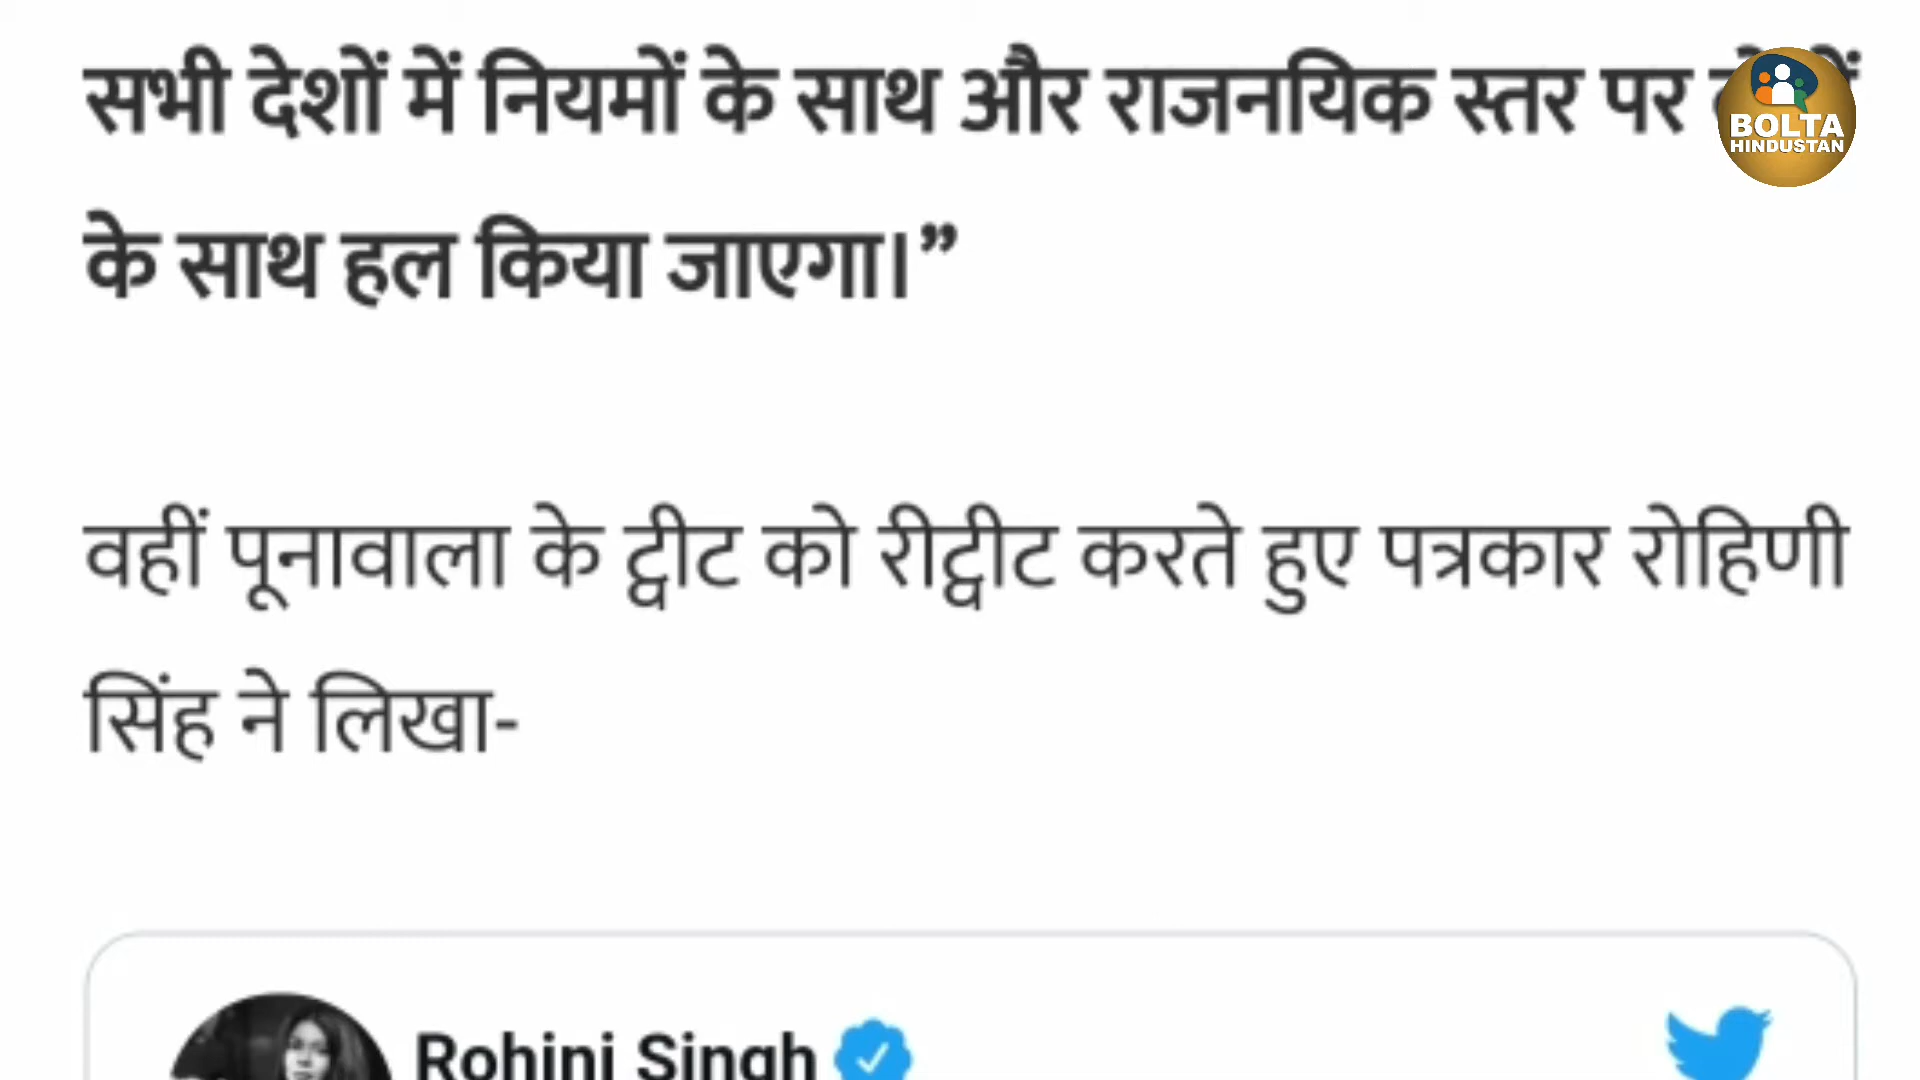 सभी देशों में नियमों के साथ और राजनयिक स्तर पर
BOLTA
HINDUSTAN
के साथ हल किया जाएगा।”
वहीं पूनावाला के ट्वीट को रीट्वीट करते हुए पत्रकार रोहिणी
सिंह ने लिखा-
Rohini Singh